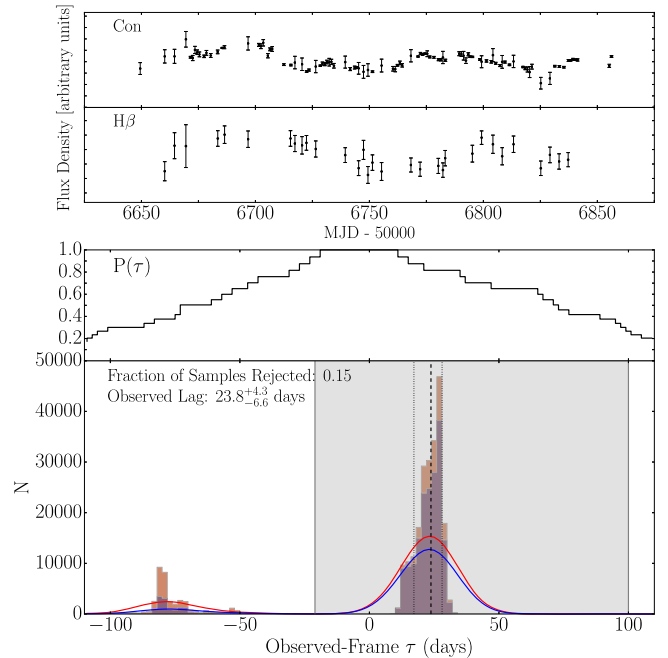 Con
Hβ
Flux Density [arbitrary units]
6650 6700 6750 6800 6850
MJD - 50000
P(τ)
1.0
0.8
0.6
0.4
0.2
50000
40000
30000
20000
10000
0
N
Fraction of Samples Rejected: 0.15
Observed Lag: 23.8+4.3−6.6 days
−100 −50 0 50 100
Observed-Frame τ (days)